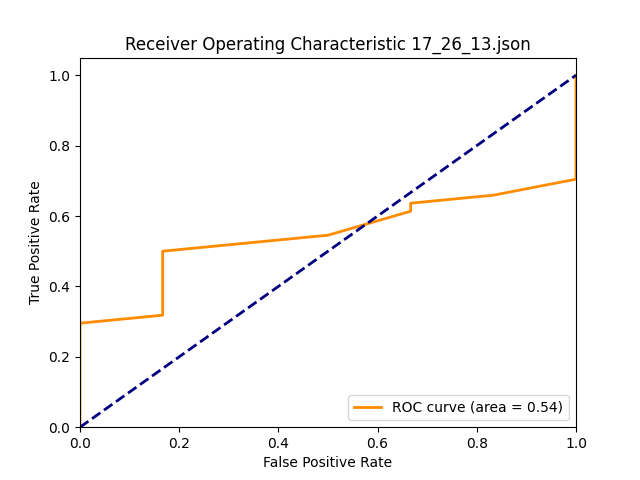 Receiver Operating Characteristic 17_26_13.json
True Positive Rate
1.0
0.8
0.6
0.4
0.2
0.0
0.0 0.2 0.4 0.6 0.8 1.0
False Positive Rate
ROC curve (area = 0.54)